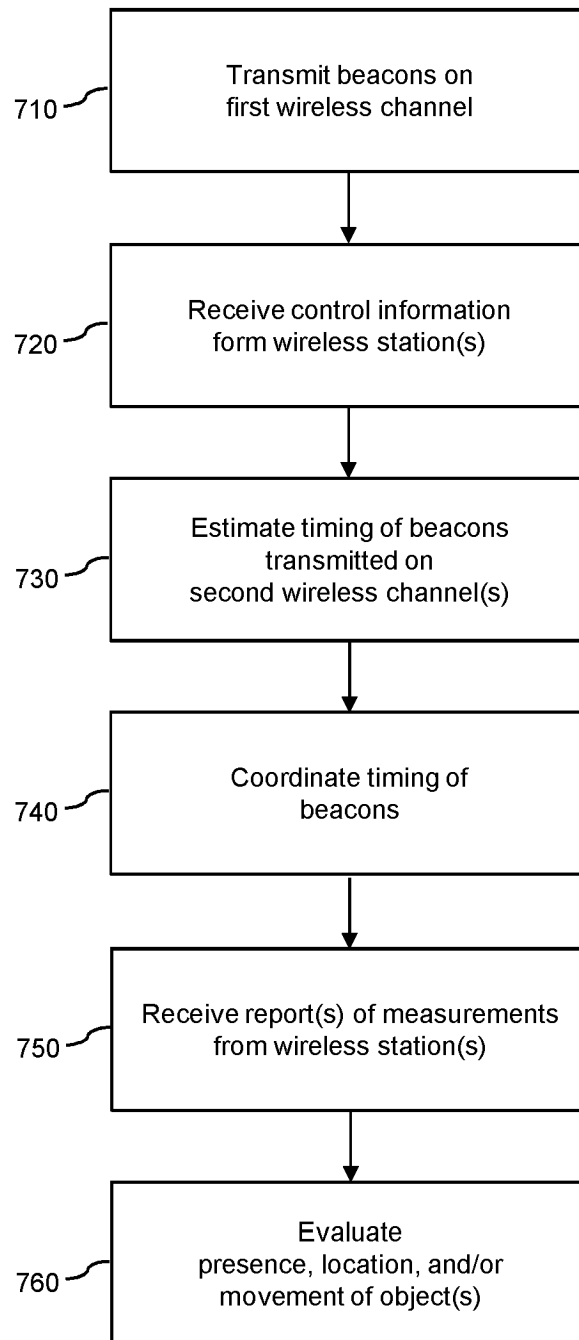 Transmit beacons on
first wireless channel
710
Receive control information
form wireless station(s)
720
Estimate timing of beacons
transmitted on
second wireless channel(s)
730
Coordinate timing of
beacons
740
Receive report(s) of measurements
from wireless station(s)
750
Evaluate
presence, location, and/or
movement of object(s)
760